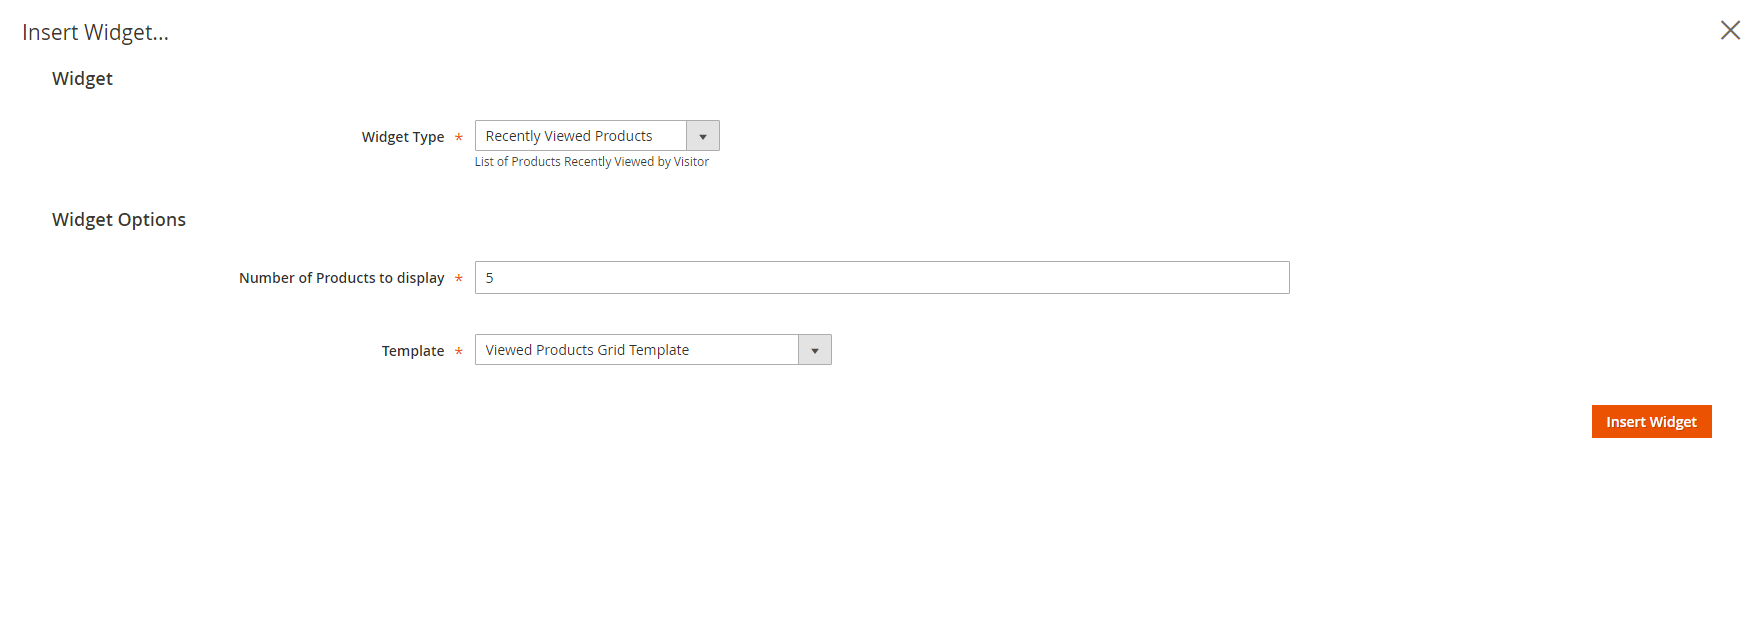 Insert Widget...
Widget
Widget Type *
Recently Viewed Products
List of Products Recently Viewed by Visitor
Widget Options
Number of Products to display *
5
Template *
Viewed Products Grid Template
Insert Widget